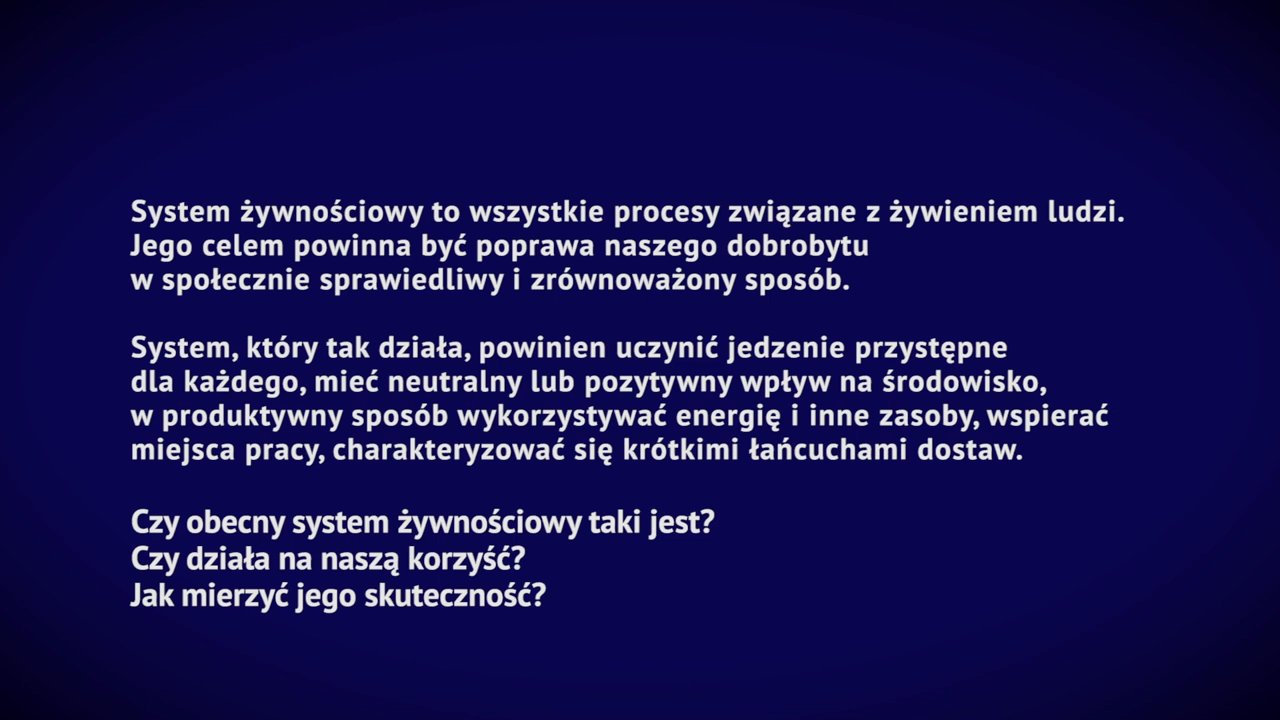 System żywnościowy to wszystkie procesy związane z żywieniem ludzi.
Jego celem powinna być poprawa naszego dobrobytu
w społecznie sprawiedliwy i zrównoważony sposób.
System, który tak działa, powinien uczynić jedzenie przystępne
dla każdego, mieć neutralny lub pozytywny wpływ na środowisko,
w produktywny sposób wykorzystywać energię i inne zasoby, wspierać
miejsca pracy, charakteryzować się krótkimi łańcuchami dostaw.
Czy obecny system żywnościowy taki jest?
Czy działa na naszą korzyść?
Jak mierzyć jego skuteczność?